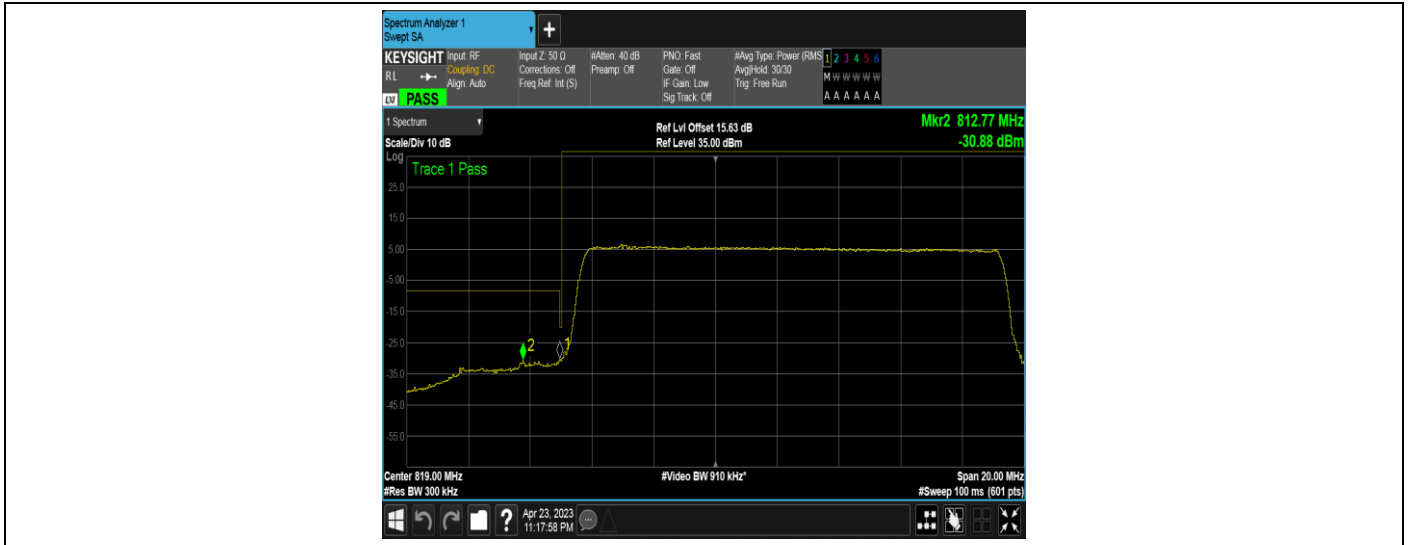 Spectrum Analyzer 1
Swept SA
+
KEYSIGHT Input: RF Input Z: 50 Ω #Atten: 40 dB PNO: Fast #Avg Type: Power (RMS 1 2 3 4 5 6
RL Coupling: DC Corrections: Off Preamp: Off Gate: Off Avg|Hold: 30/30 M W W W W W
Align: Auto Freq Ref: Int (S) IF Gain: Low Trig: Free Run
LXI PASS Sig Track: Off A A A A A A
1 Spectrum Ref Lvl Offset 15.63 dB Mkr2 812.77 MHz
Scale/Div 10 dB Ref Level 35.00 dBm -30.88 dBm
Log
Trace 1 Pass
25.0
15.0
5.00
-5.00
-15.0
-25.0
2 1
-35.0
-45.0
-55.0
Center 819.00 MHz #Video BW 910 kHz* Span 20.00 MHz
#Res BW 300 kHz #Sweep 100 ms (601 pts)
? Apr 23, 2023
11:17:58 PM